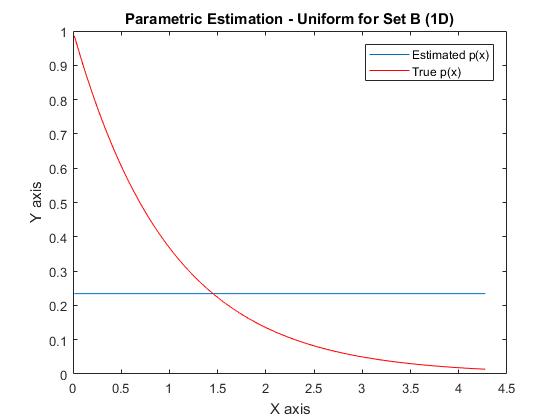 Parametric Estimation - Uniform for Set B (1D)
Estimated p(x)
True p(x)
Y axis
1
0.9
0.8
0.7
0.6
0.5
0.4
0.3
0.2
0.1
0
0 0.5 1 1.5 2 2.5 3 3.5 4 4.5
X axis